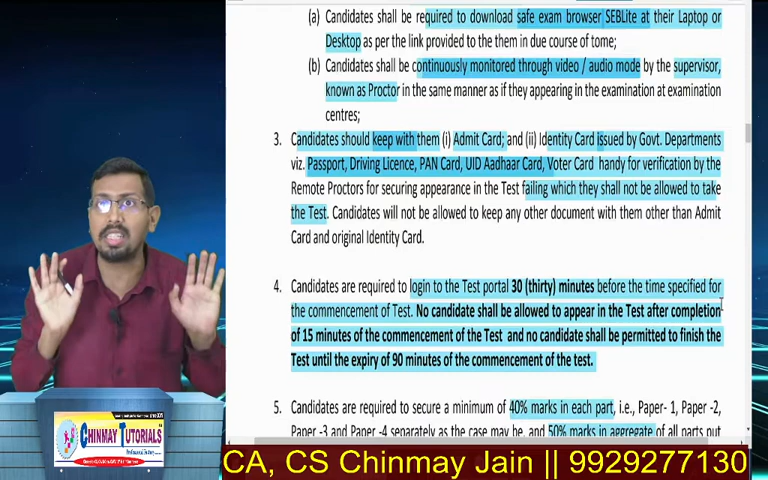 (a) Candidates shall be required to download safe exam browser SEBLite at their Laptop or
Desktop as per the link provided to the them in due course of tome;
(b) Candidates shall be continuously monitored through video / audio mode by the supervisor,
known as Proctor in the same manner as if they appearing in the examination at examination
centres;
3. Candidates should keep with them (i) Admit Card; and (ii) Identity Card issued by Govt. Departments
viz. Passport, Driving Licence, PAN Card, UID Aadhaar Card, Voter Card handy for verification by the
Remote Proctors for securing appearance in the Test failing which they shall not be allowed to take
the Test. Candidates will not be allowed to keep any other document with them other than Admit
Card and original Identity Card.
4. Candidates are required to login to the Test portal 30 (thirty) minutes before the time specified for
the commencement of Test. No candidate shall be allowed to appear in the Test after completion
of 15 minutes of the commencement of the Test and no candidate shall be permitted to finish the
Test until the expiry of 90 minutes of the commencement of the test.
5. Candidates are required to secure a minimum of 40% marks in each part, i.e., Paper- 1, Paper -2,
Paper -3 and Paper -4 separately as the case may be, and 50% marks in aggregate of all parts put
CHINMAY TUTORIALS
CA, CS Chinmay Jain || 9929277130